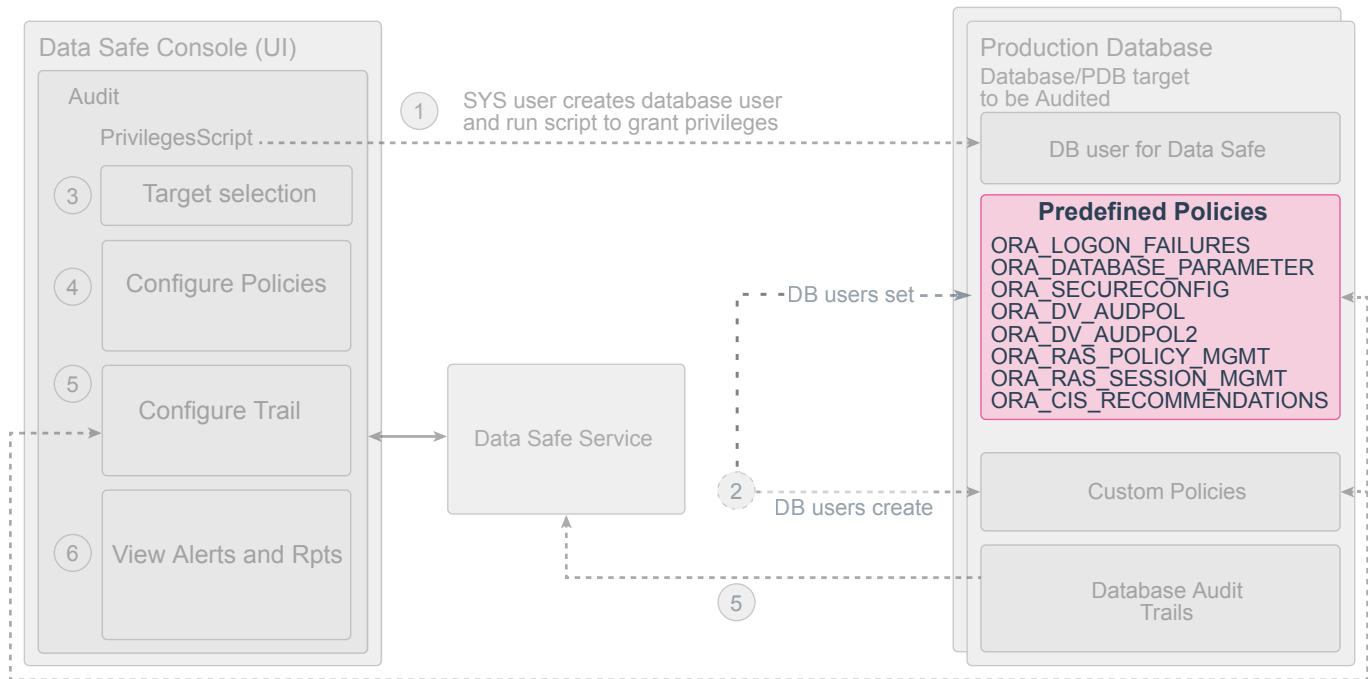 Data Safe Console (UI)
Audit
PrivilegesScript
3
Target selection
4
Configure Policies
5
Configure Trail
6
View Alerts and Rpts
1
SYS user creates database user
and run script to grant privileges
Data Safe Service
2
DB users set
DB users create
5
Production Database
Database/PDB target
to be Audited
DB user for Data Safe
Predefined Policies
ORA_LOGON_FAILURES
ORA_DATABASE_PARAMETER
ORA_SECURECONFIG
ORA_DV_AUDPOL
ORA_DV_AUDPOL2
ORA_RAS_POLICY_MGMT
ORA_RAS_SESSION_MGMT
ORA_CIS_RECOMMENDATIONS
Custom Policies
Database Audit
Trails